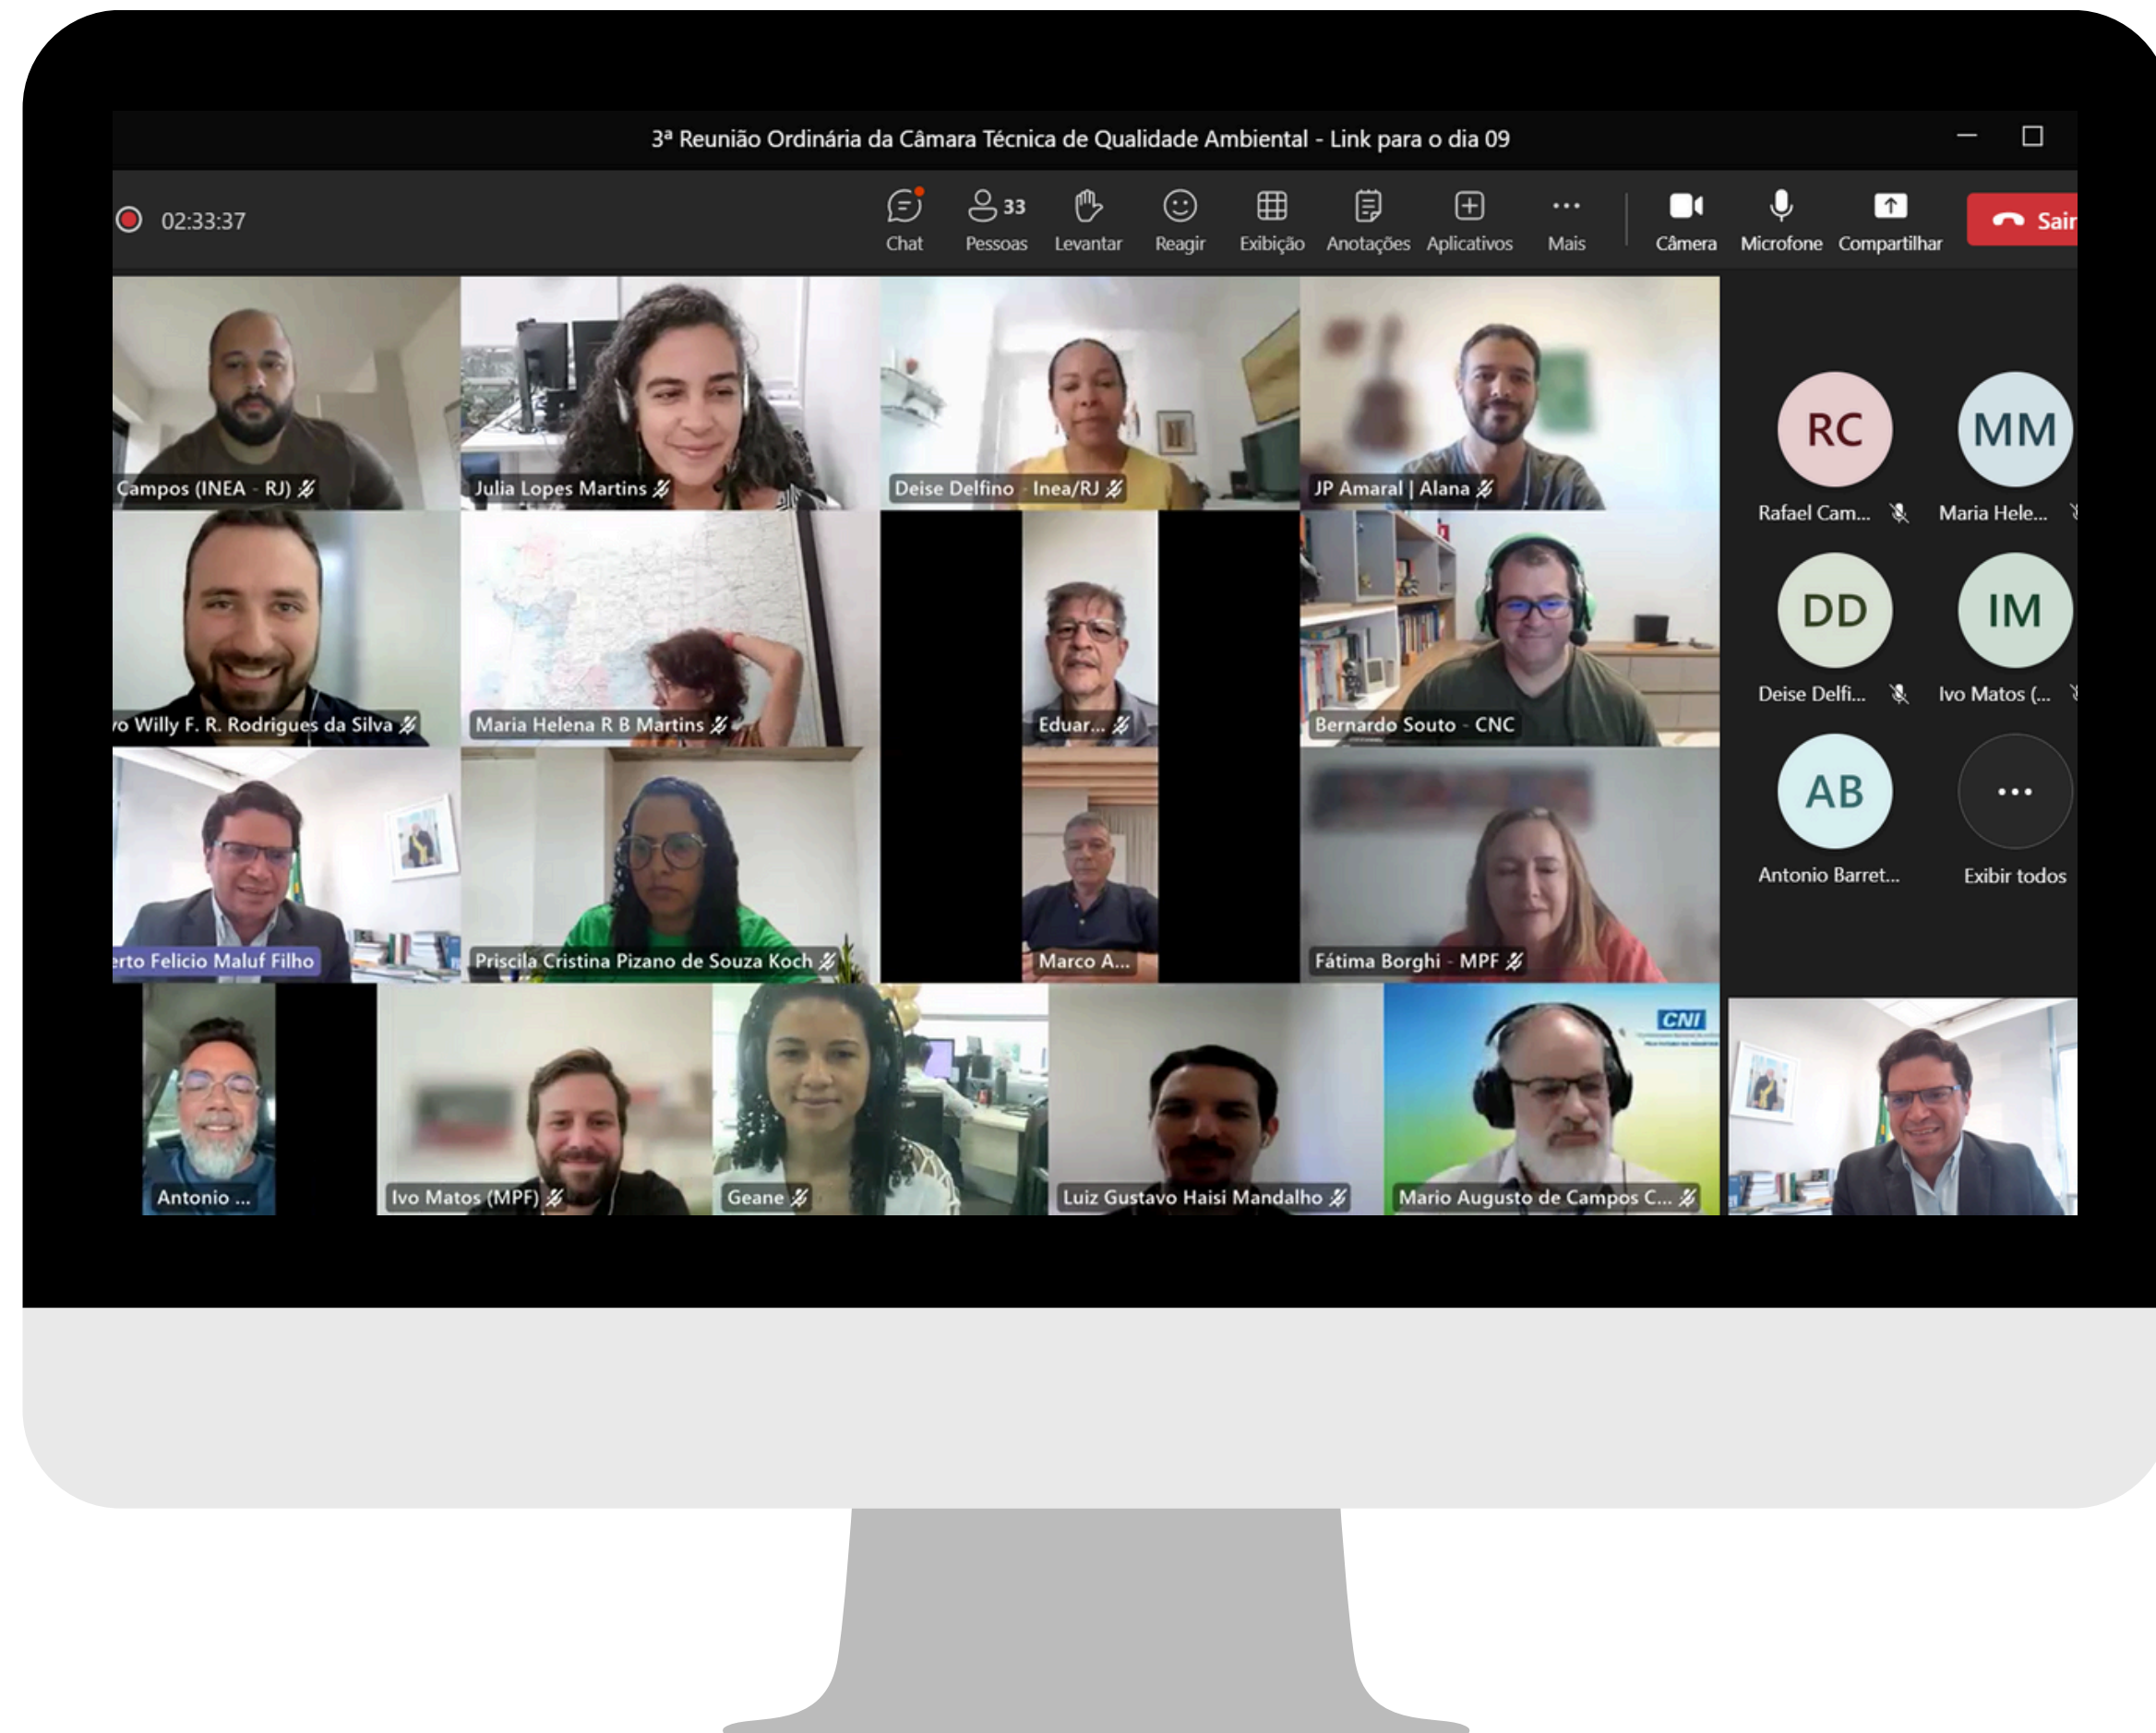 3ª Reunião Ordinária da Câmara Técnica de Qualidade Ambiental - Link para o dia 09
02:33:37
33
Chat Pessoas Levantar Reagir Exibição Anotações Aplicativos Mais Câmera Microfone Compartilhar Sair
Campos (INEA - RJ)
Julia Lopes Martins
Deise Delfino - Inea/RJ
JP Amaral | Alana
RC MM
Rafael Cam... Maria Hele...
vo Willy F. R. Rodrigues da Silva
Maria Helena R B Martins
Eduar...
Bernardo Souto - CNC
DD IM
Deise Delfi... Ivo Matos (...
erto Felicio Maluf Filho
Priscila Cristina Pizano de Souza Koch
Marco A...
Fátima Borghi - MPF
AB ...
Antonio Barret... Exibir todos
CNI
Antonio ...
Ivo Matos (MPF)
Geane
Luiz Gustavo Haisi Mandalho
Mario Augusto de Campos C...